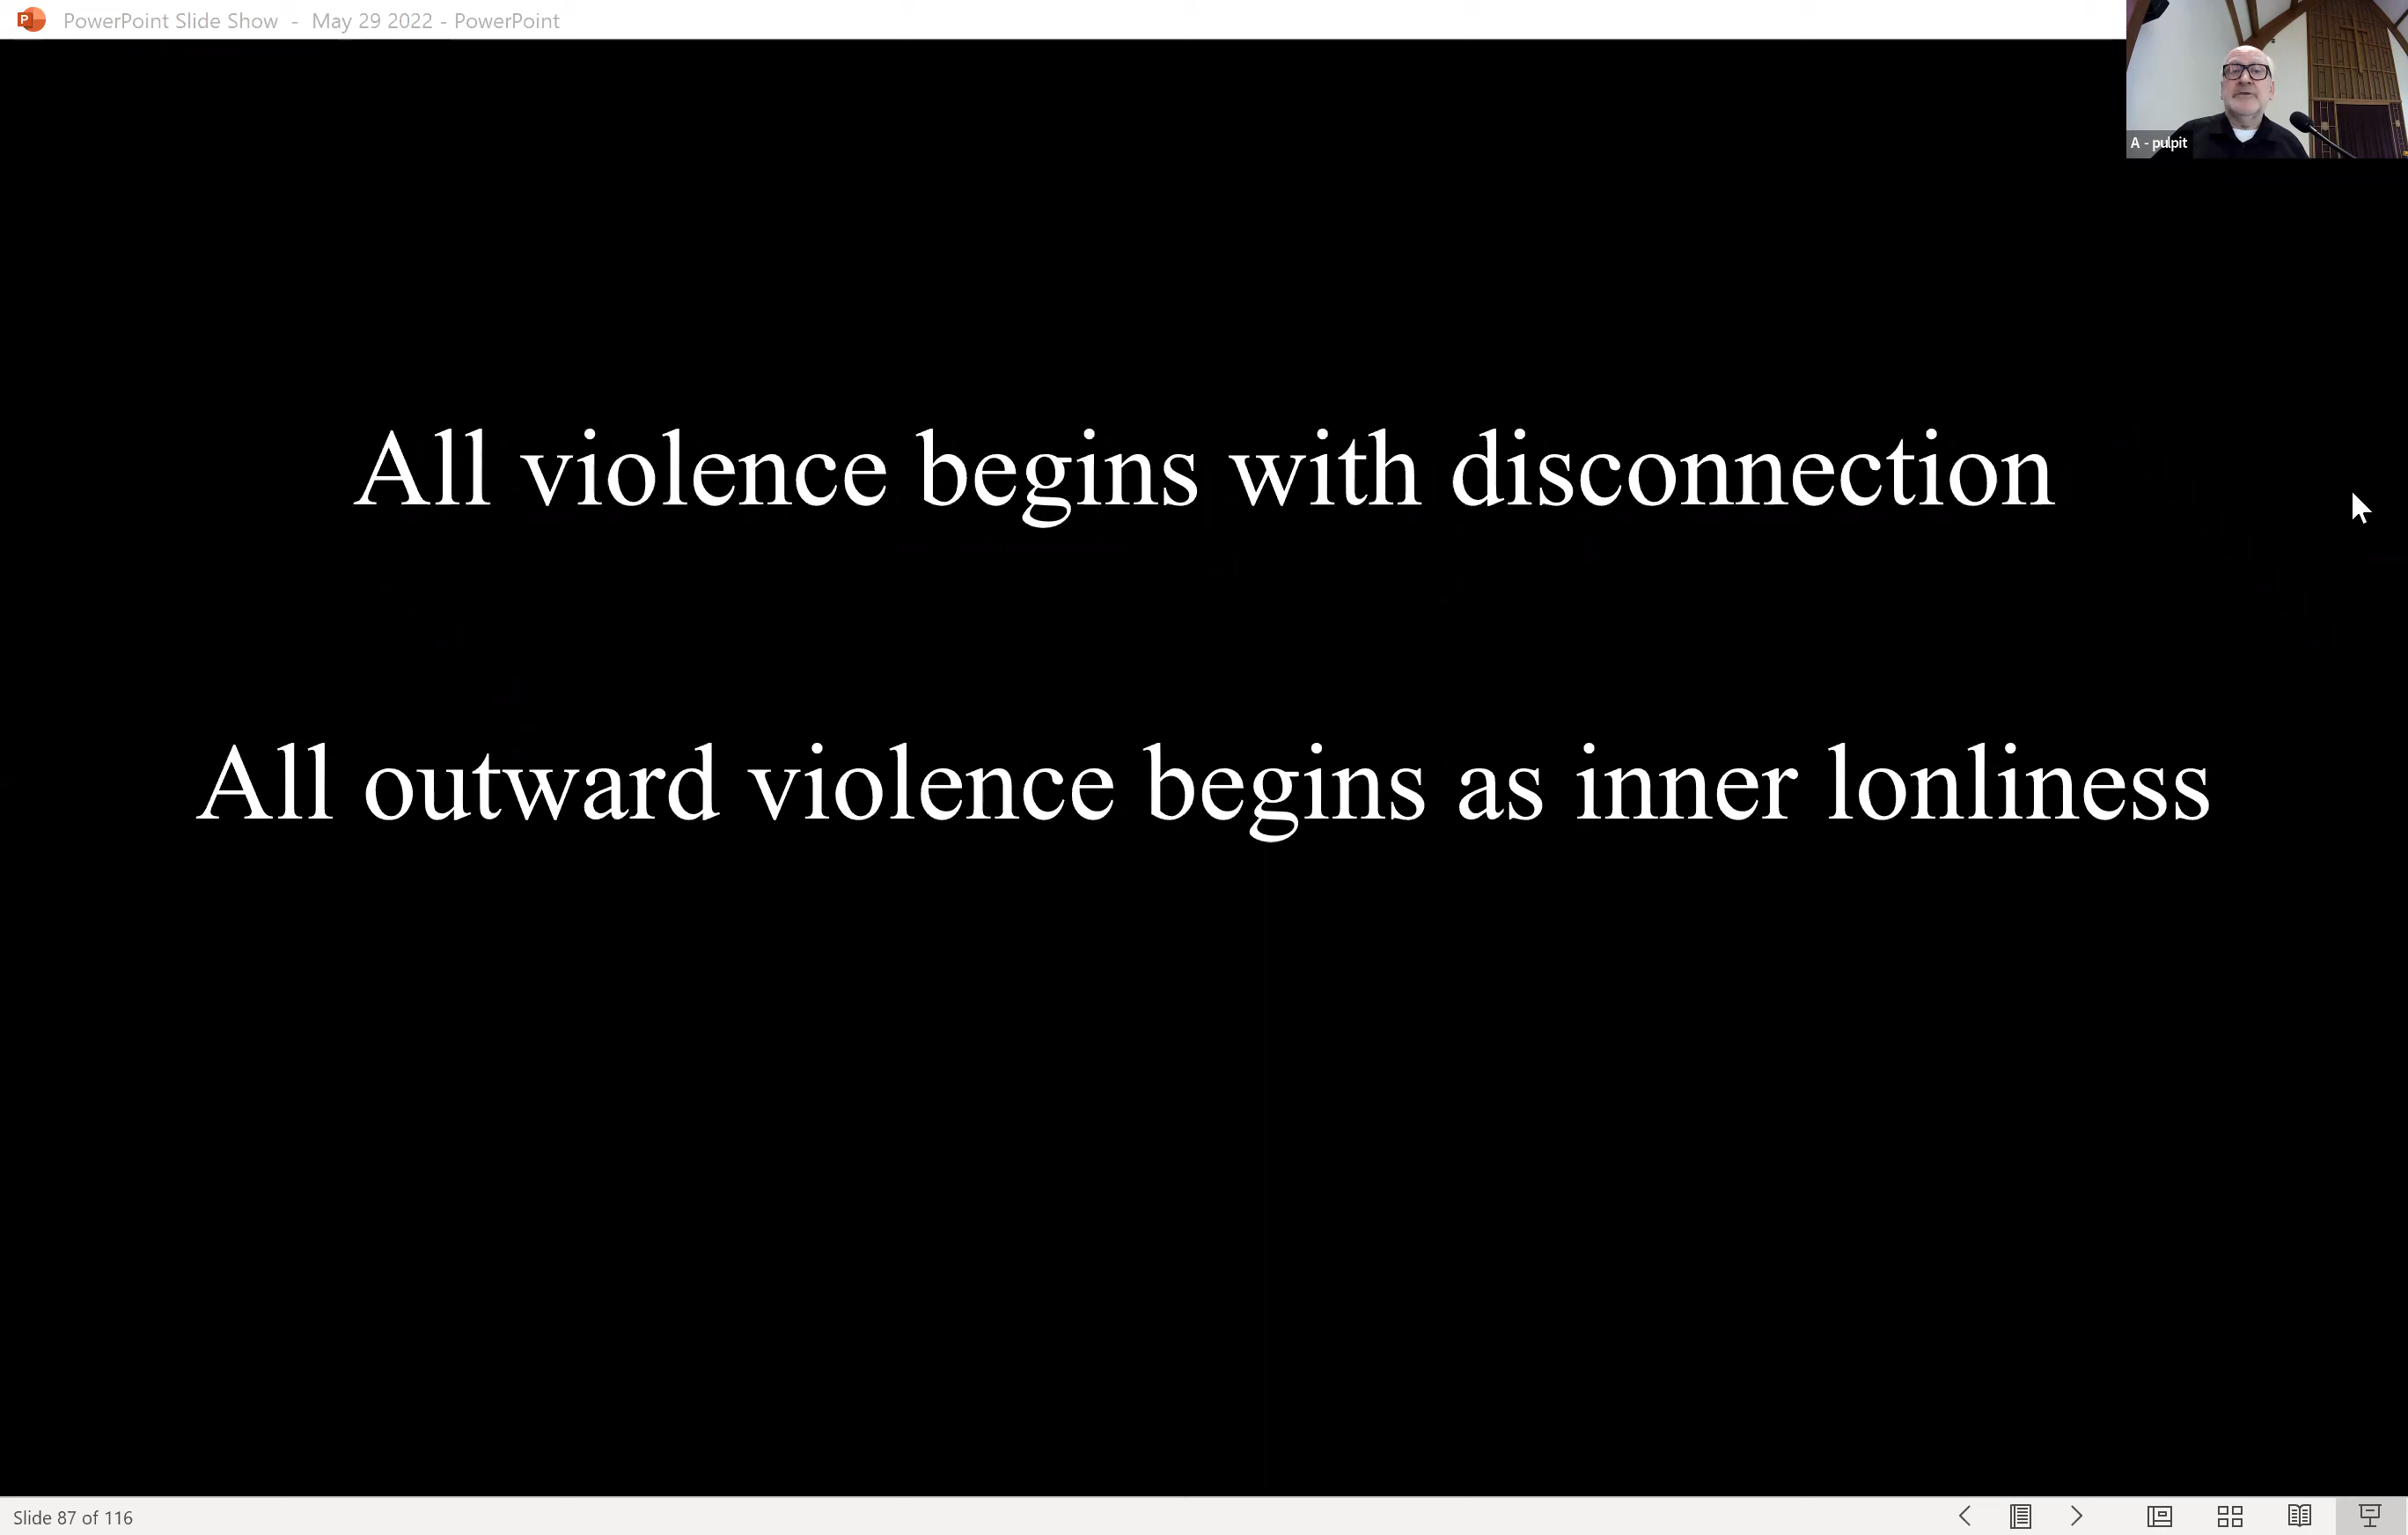 PowerPoint Slide Show - May 29 2022 - PowerPoint
A - pulpit
All violence begins with disconnection
All outward violence begins as inner lonliness
Slide 87 of 116